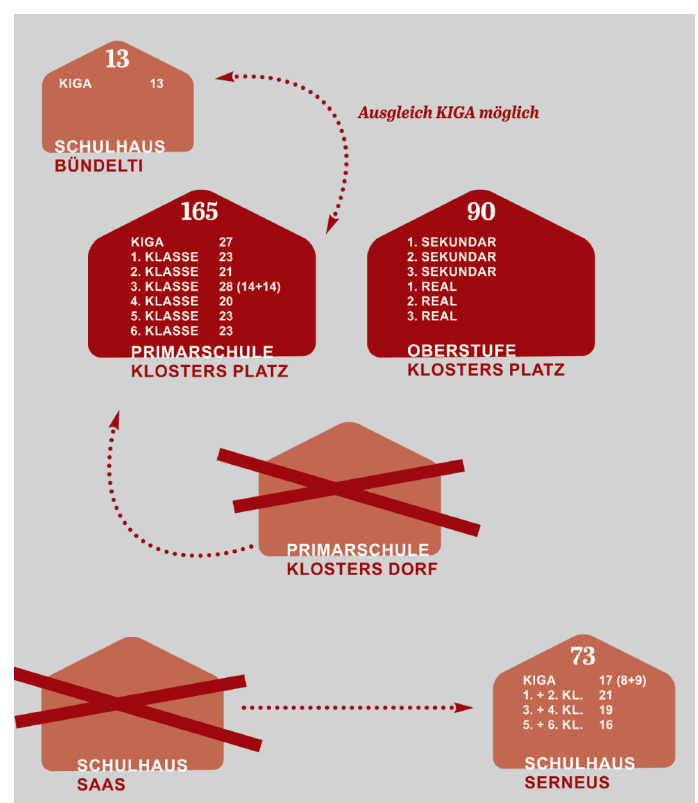 13
KIGA 13
SCHULHAUS
BÜNDELTI
Ausgleich KIGA möglich
165
KIGA 27
1. KLASSE 23
2. KLASSE 21
3. KLASSE 28 (14+14)
4. KLASSE 20
5. KLASSE 23
6. KLASSE 23
PRIMARSCHULE
KLOSTERS PLATZ
90
1. SEKUNDAR
2. SEKUNDAR
3. SEKUNDAR
1. REAL
2. REAL
3. REAL
OBERSTUFE
KLOSTERS PLATZ
PRIMARSCHULE
KLOSTERS DORF
SCHULHAUS
SAAS
73
KIGA 17 (8+9)
1. + 2. KL. 21
3. + 4. KL. 19
5. + 6. KL. 16
SCHULHAUS
SERNEUS